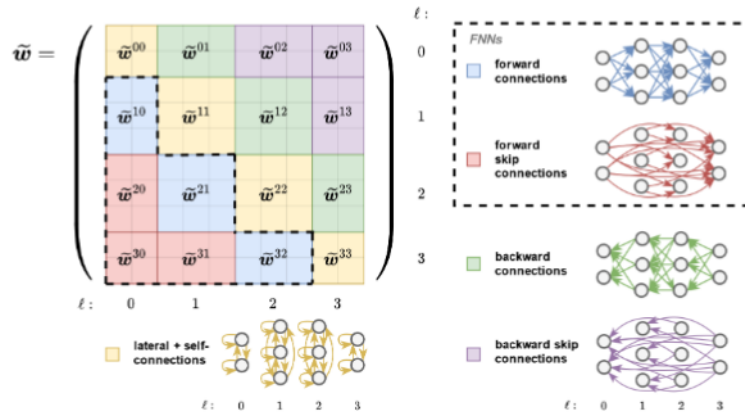 ℓ :
w̃ =
w̃⁰⁰ w̃⁰¹ w̃⁰² w̃⁰³
w̃¹⁰ w̃¹¹ w̃¹² w̃¹³
w̃²⁰ w̃²¹ w̃²² w̃²³
w̃³⁰ w̃³¹ w̃³² w̃³³
0
1
2
3
ℓ : 0 1 2 3
FNNs
forward
connections
forward
skip
connections
backward
connections
backward skip
connections
ℓ : 0 1 2 3
lateral + self-
connections
ℓ : 0 1 2 3